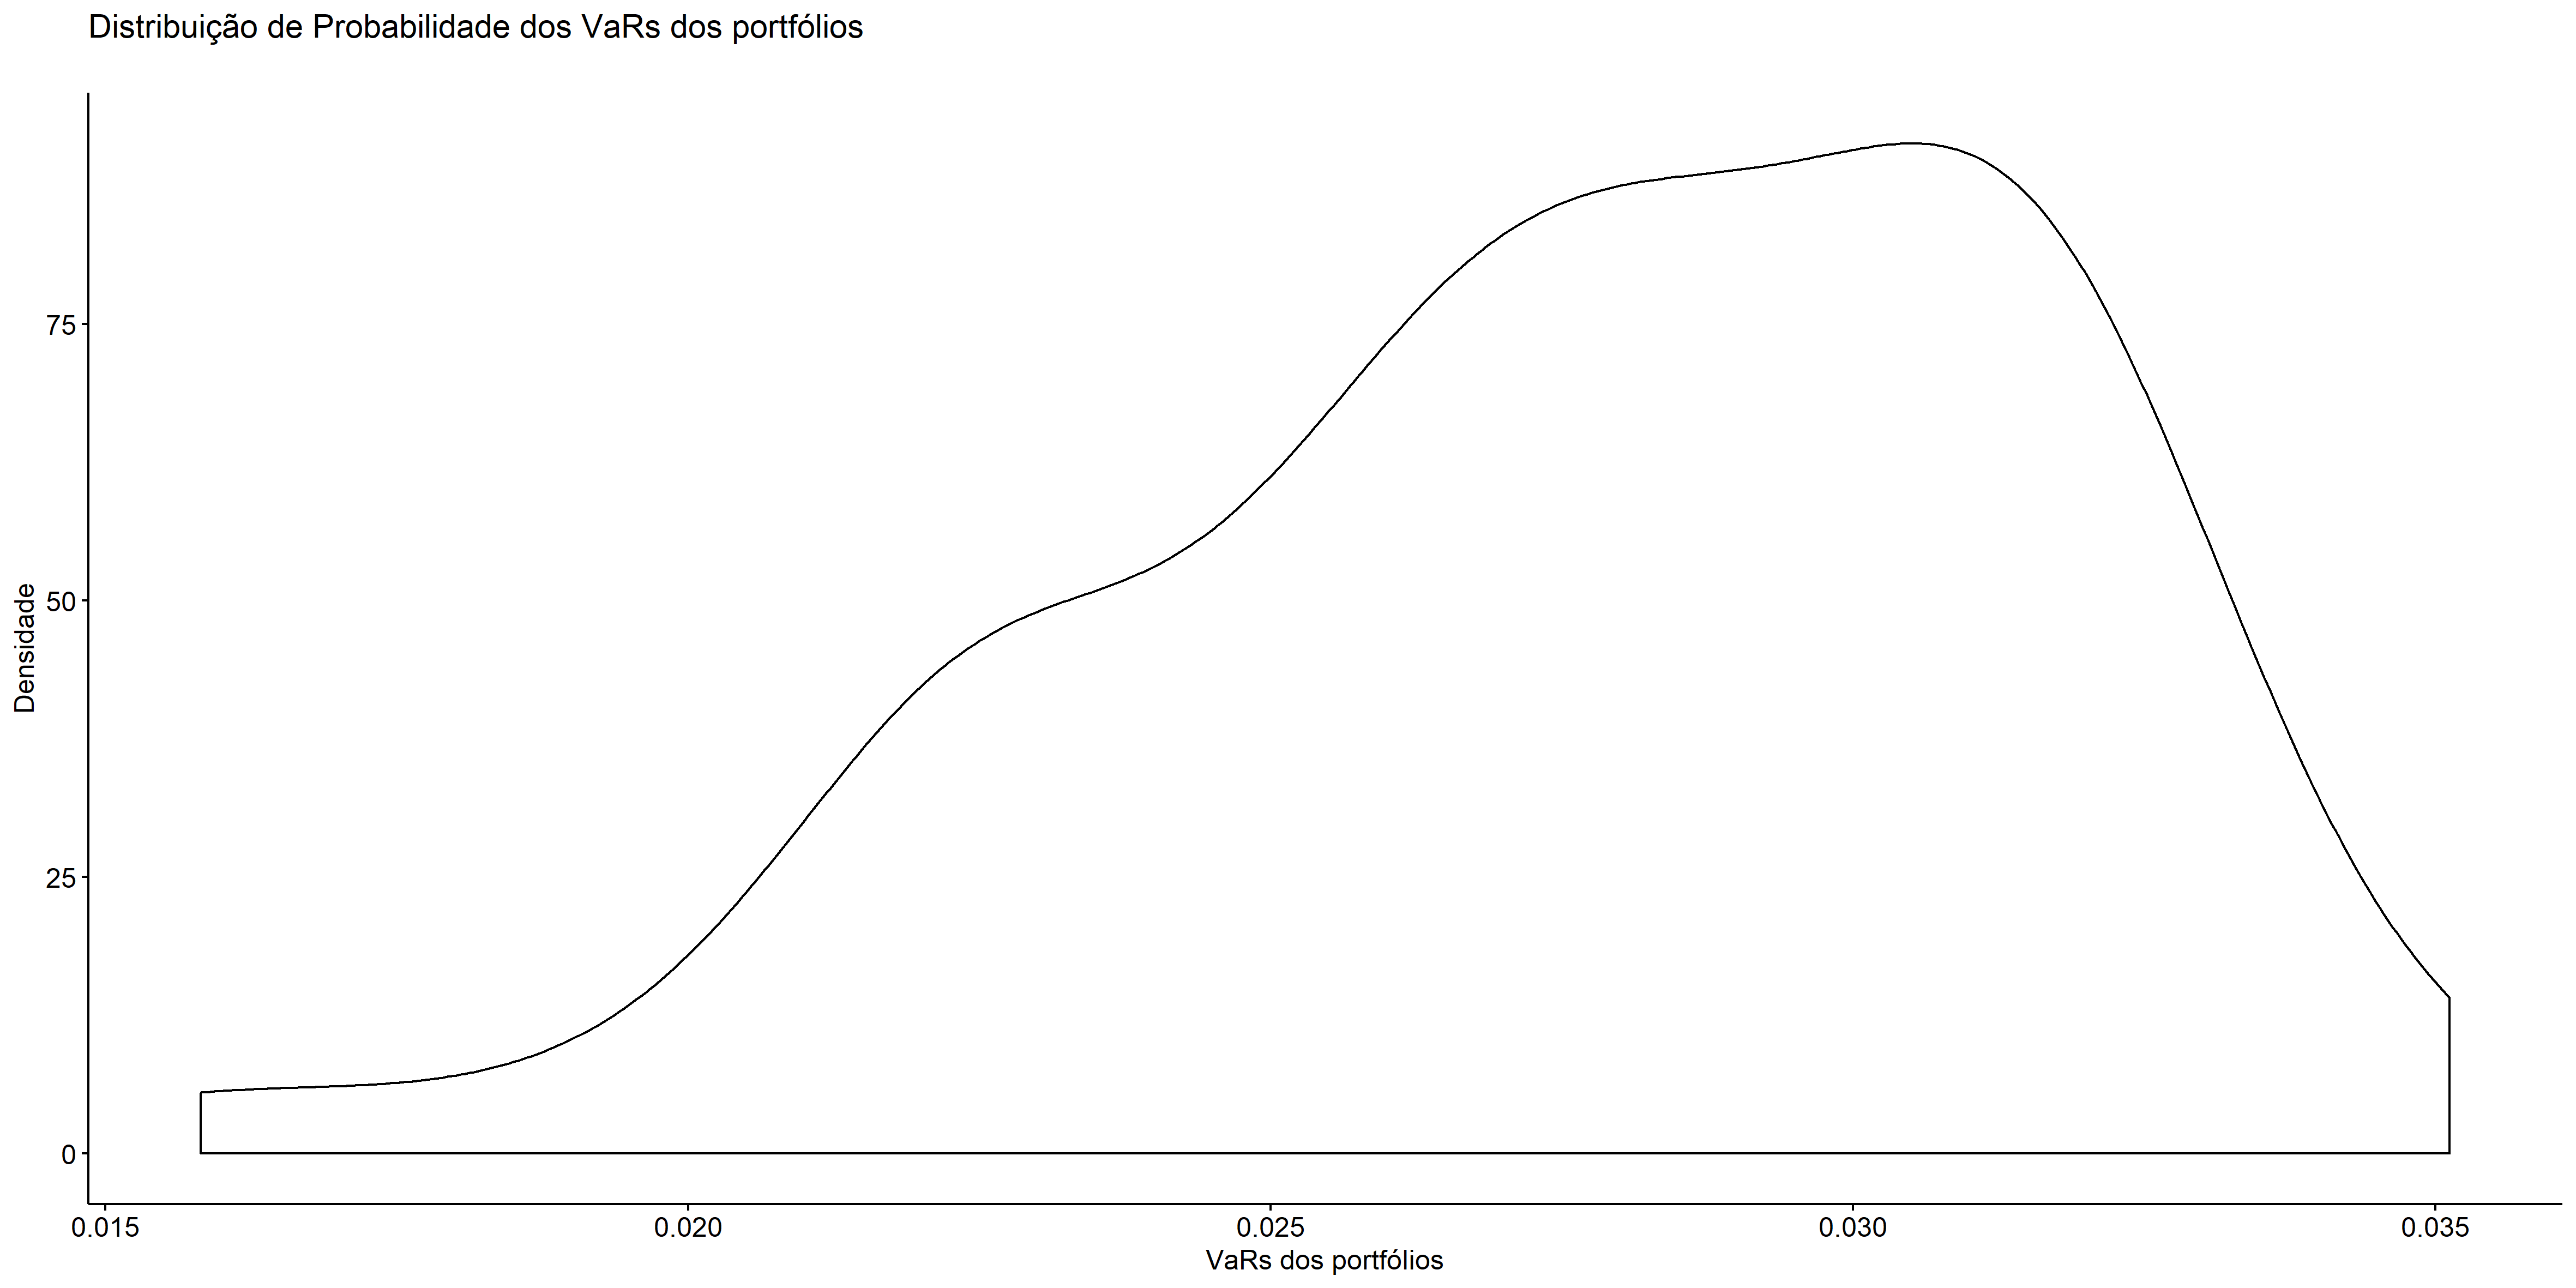 Distribuição de Probabilidade dos VaRs dos portfólios
Densidade
75
50
25
0
0.015 0.020 0.025 0.030 0.035
VaRs dos portfólios